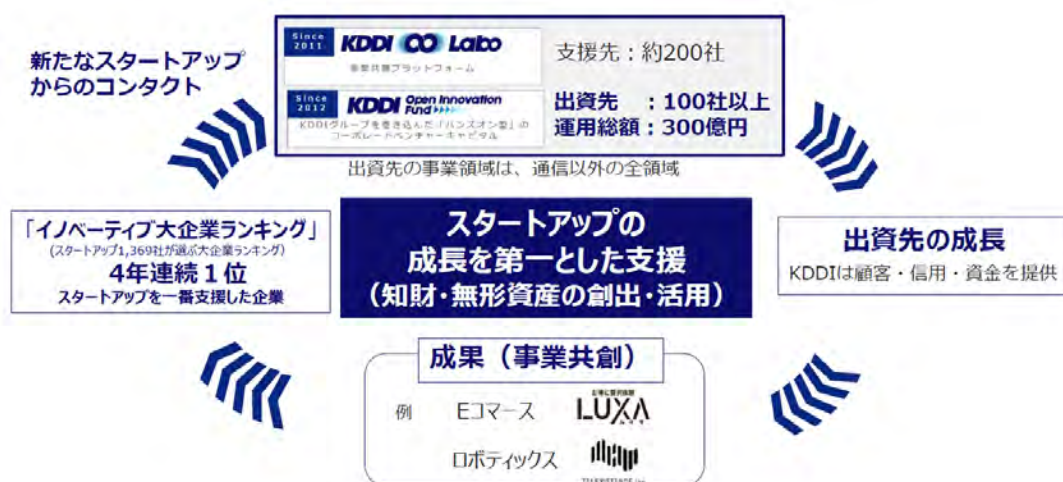 新たなスタートアップ
からのコンタクト
Since
2011
KDDI ∞ Labo
事業共創プラットフォーム
支援先：約200社
Since
2012
KDDI Open Innovation
Fund
KDDIグループを巻き込んだ「ハンズオン型」の
コーポレートベンチャーキャピタル
出資先　：100社以上
運用総額：300億円
出資先の事業領域は、通信以外の全領域
「イノベーティブ大企業ランキング」
(スタートアップ1,369社が選ぶ大企業ランキング)
4年連続１位
スタートアップを一番支援した企業
スタートアップの
成長を第一とした支援
（知財・無形資産の創出・活用）
出資先の成長
KDDIは顧客・信用・資金を提供
成果（事業共創）
例　Eコマース
LUXA
ロボティックス